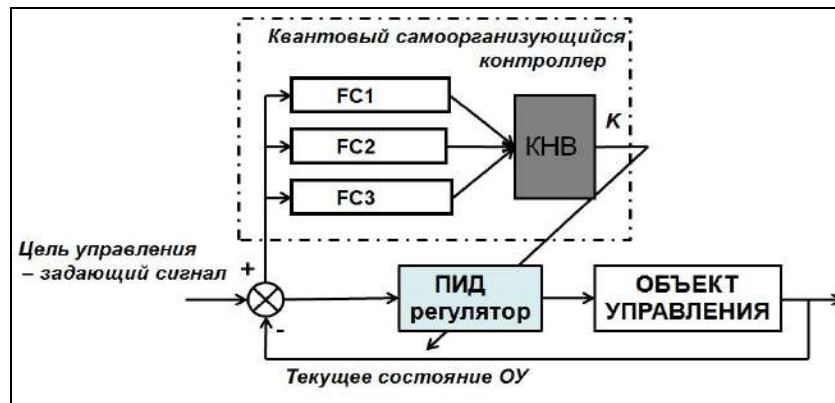 Квантовый самоорганизующийся
контроллер
FC1
FC2
FC3
КНВ
K
Цель управления
– задающий сигнал
+
-
ПИД
регулятор
ОБЪЕКТ
УПРАВЛЕНИЯ
Текущее состояние ОУ